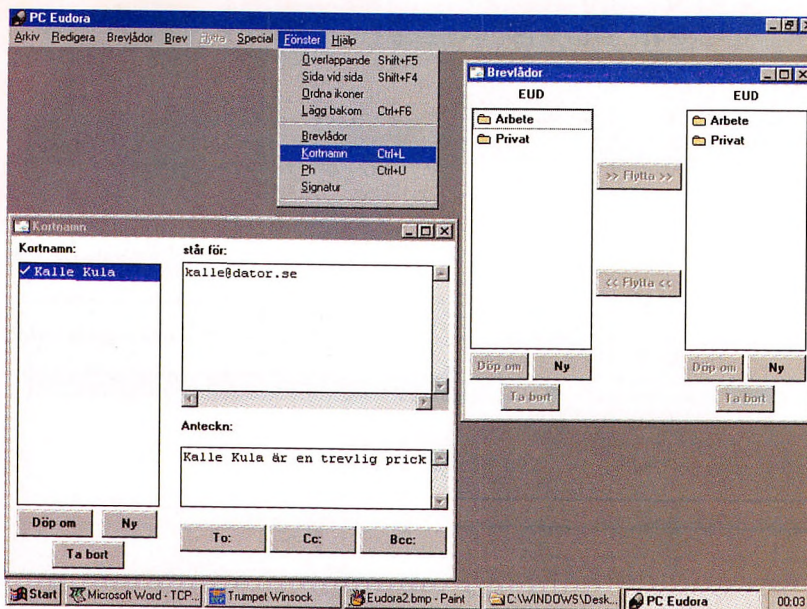 PC Eudora
Arkiv Redigera Brevlådor Brev Flytta Special Fönster Hjälp
Överlappande Shift+F5
Sida vid sida Shift+F4
Ordna ikoner
Lägg bakom Ctrl+F6
Brevlådor
Kortnamn Ctrl+L
Ph Ctrl+U
Signatur
Brevlådor
EUD EUD
Arbete Arbete
Privat Privat
>> Flytta >>
<< Flytta <<
Döp om Ny Döp om Ny
Ta bort Ta bort
Kortnamn
Kortnamn: står för:
Kalle Kula kalle@dator.se
Anteckn:
Kalle Kula är en trevlig prick
Döp om Ny
Ta bort
To: Cc: Bcc:
Start Microsoft Word - TCP... Trumpet Winsock Eudora2.bmp - Paint C:\WINDOWS\Desk... PC Eudora 00:03